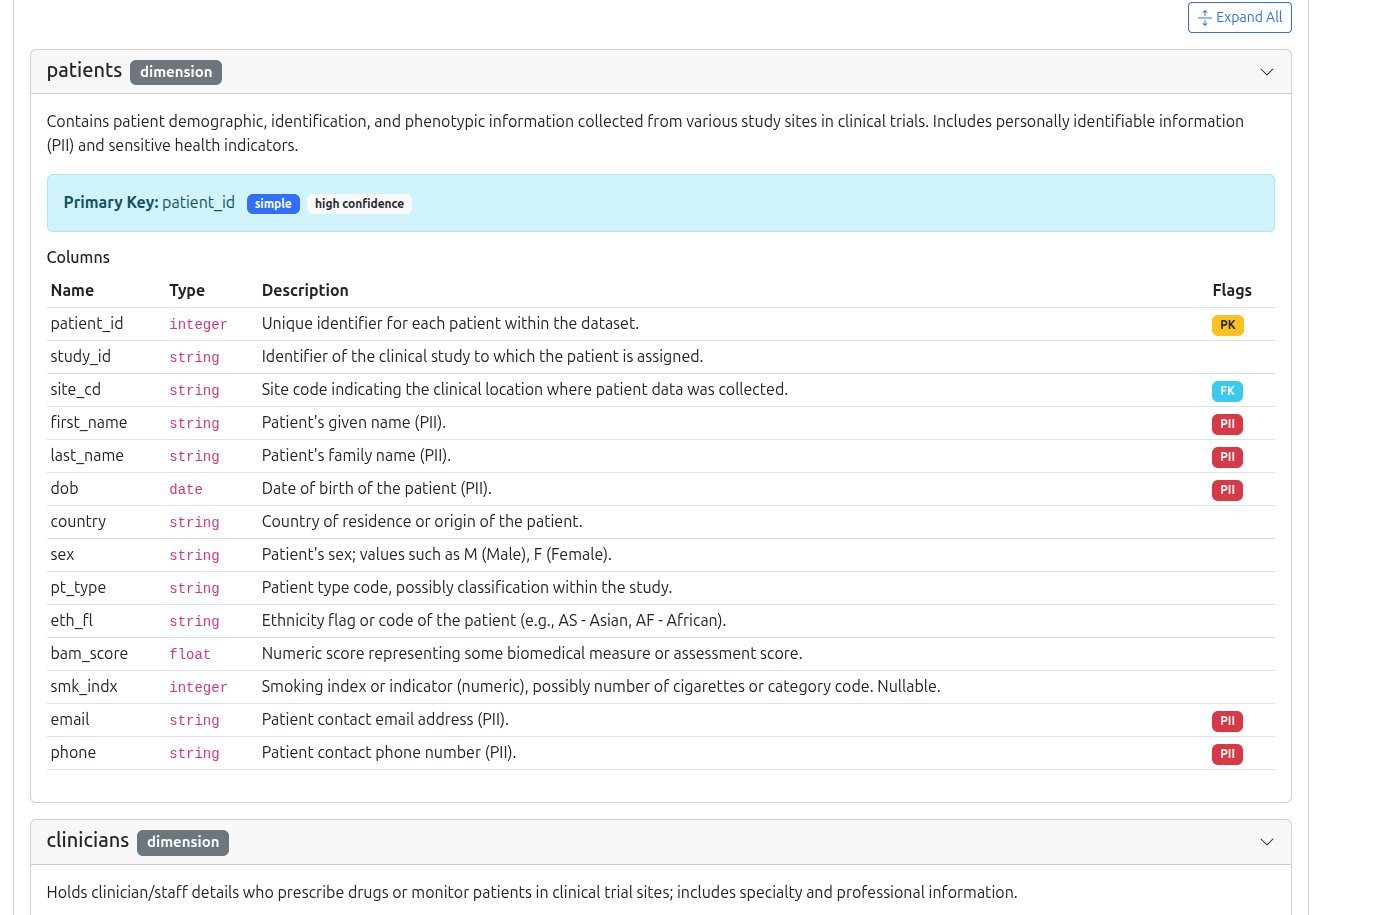 Expand All
patients dimension
Contains patient demographic, identification, and phenotypic information collected from various study sites in clinical trials. Includes personally identifiable information
(PII) and sensitive health indicators.
Primary Key: patient_id simple high confidence
Columns
Name Type Description Flags
patient_id integer Unique identifier for each patient within the dataset. PK
study_id string Identifier of the clinical study to which the patient is assigned.
site_cd string Site code indicating the clinical location where patient data was collected. FK
first_name string Patient's given name (PII). PII
last_name string Patient's family name (PII). PII
dob date Date of birth of the patient (PII). PII
country string Country of residence or origin of the patient.
sex string Patient's sex; values such as M (Male), F (Female).
pt_type string Patient type code, possibly classification within the study.
eth_fl string Ethnicity flag or code of the patient (e.g., AS - Asian, AF - African).
bam_score float Numeric score representing some biomedical measure or assessment score.
smk_indx integer Smoking index or indicator (numeric), possibly number of cigarettes or category code. Nullable.
email string Patient contact email address (PII). PII
phone string Patient contact phone number (PII). PII
clinicians dimension
Holds clinician/staff details who prescribe drugs or monitor patients in clinical trial sites; includes specialty and professional information.